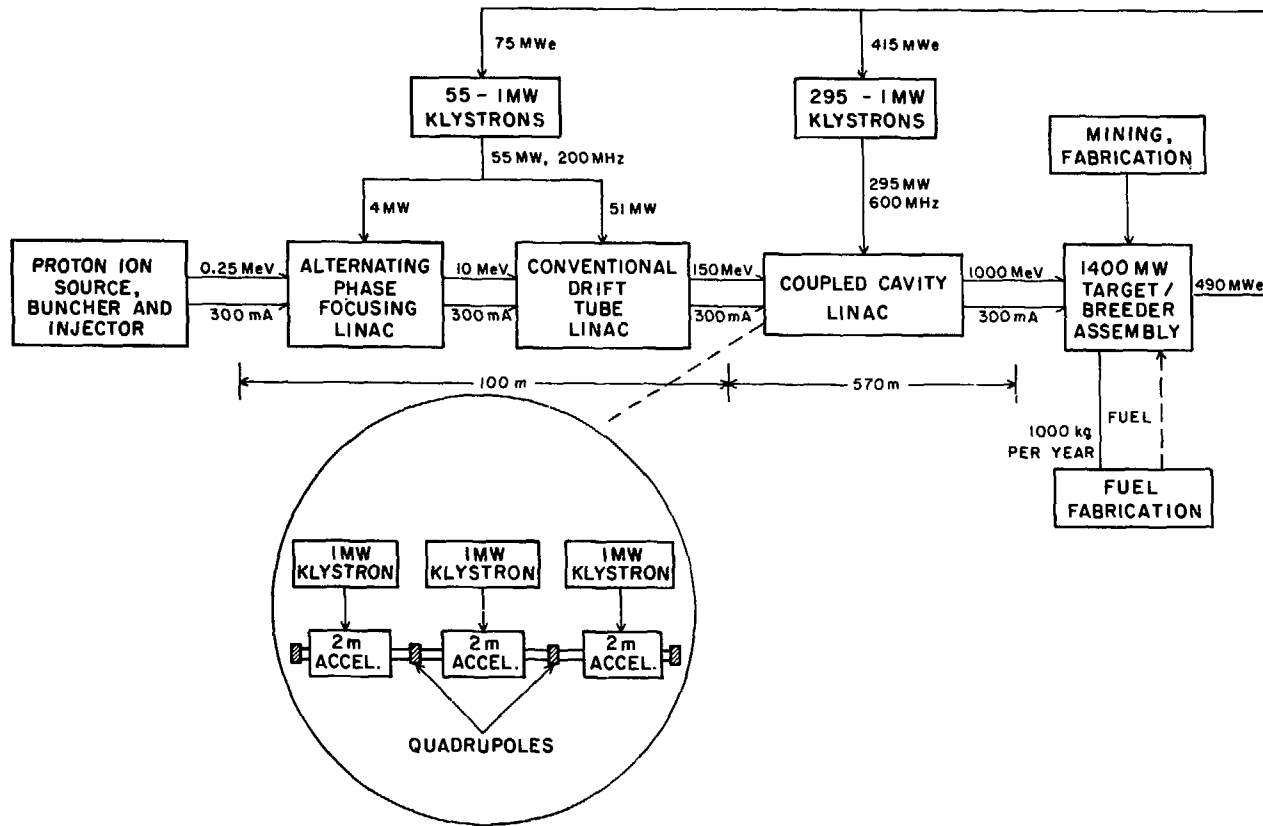 75 MWe
415 MWe
55 - 1MW
KLYSTRONS
295 - 1MW
KLYSTRONS
MINING,
FABRICATION
55 MW, 200 MHz
295 MW
600 MHz
4 MW
51 MW
PROTON ION
SOURCE,
BUNCHER AND
INJECTOR
0.25 MeV
300 mA
ALTERNATING
PHASE
FOCUSING
LINAC
10 MeV
300 mA
CONVENTIONAL
DRIFT
TUBE
LINAC
150 MeV
300 mA
COUPLED CAVITY
LINAC
1000 MeV
300 mA
1400 MW
TARGET/
BREEDER
ASSEMBLY
490 MWe
100 m
570 m
1000 kg
PER YEAR
FUEL
FUEL
FABRICATION
1MW
KLYSTRON
1MW
KLYSTRON
1MW
KLYSTRON
2m
ACCEL.
2m
ACCEL.
2m
ACCEL.
QUADRUPOLES